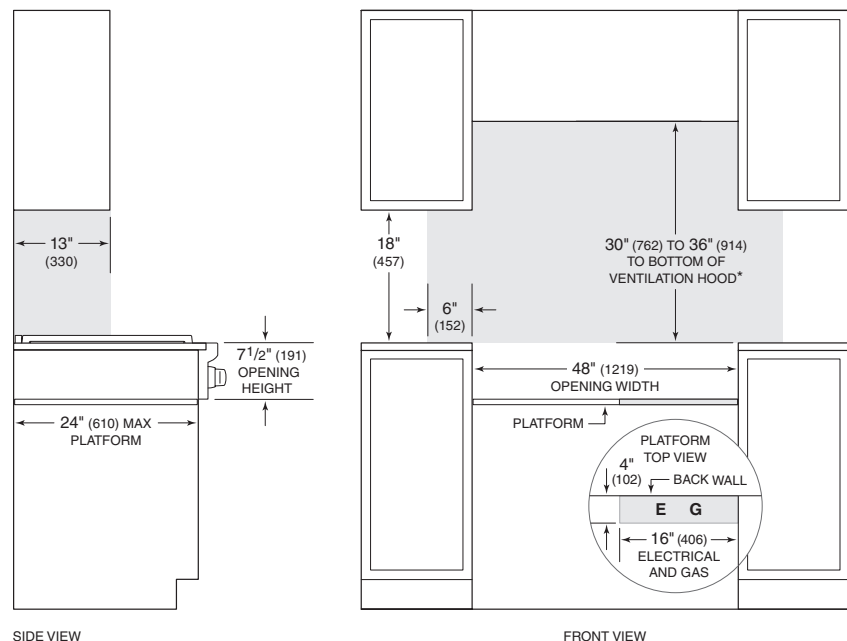 13"
(330)
7 1/2" (191)
OPENING
HEIGHT
24" (610) MAX
PLATFORM
SIDE VIEW
18"
(457)
30" (762) TO 36" (914)
TO BOTTOM OF
VENTILATION HOOD*
6"
(152)
48" (1219)
OPENING WIDTH
PLATFORM
PLATFORM
TOP VIEW
4"
(102)
BACK WALL
E G
16" (406)
ELECTRICAL
AND GAS
FRONT VIEW